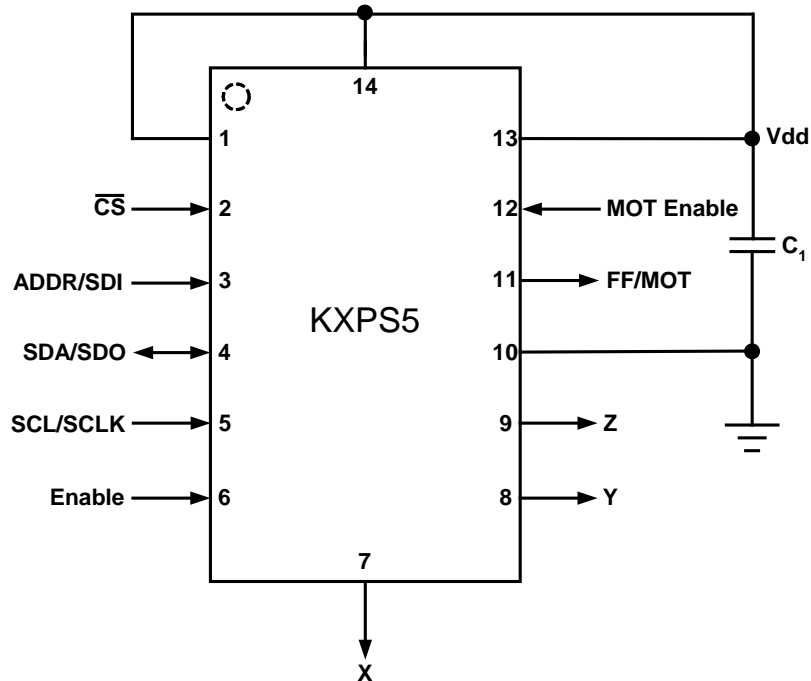 14
1 13 Vdd
C̅S̅ 2 12 MOT Enable
C1
ADDR/SDI 3 11 FF/MOT
KXPS5
SDA/SDO 4 10
SCL/SCLK 5 9 Z
Enable 6 8 Y
7
X